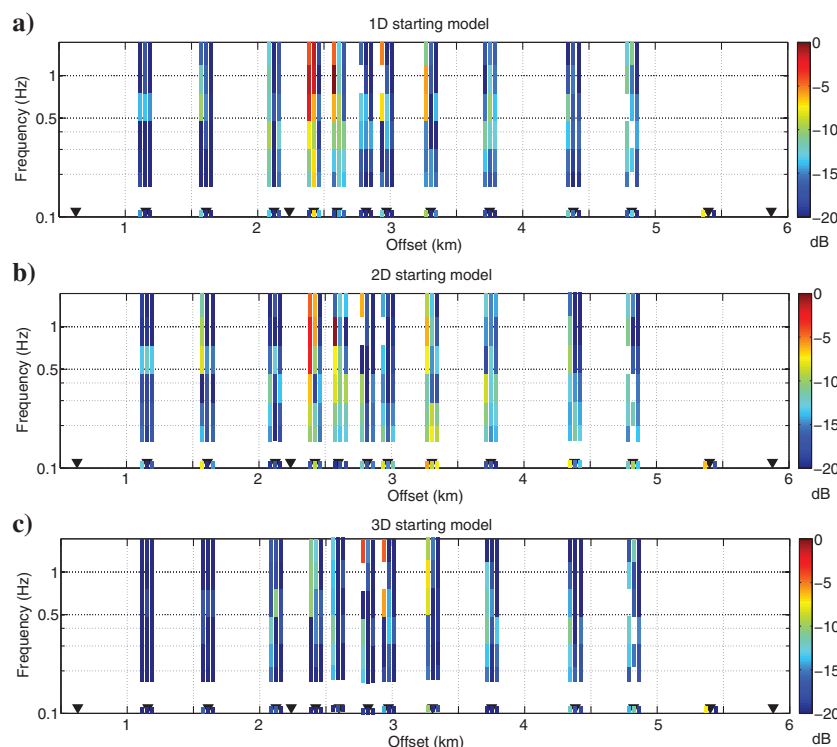 a)
1D starting model
Frequency (Hz)
1
0.5
0.1
1 2 3 4 5 6
Offset (km)
0
−5
−10
−15
−20
dB
b)
2D starting model
Frequency (Hz)
1
0.5
0.1
1 2 3 4 5 6
Offset (km)
0
−5
−10
−15
−20
dB
c)
3D starting model
Frequency (Hz)
1
0.5
0.1
1 2 3 4 5 6
Offset (km)
0
−5
−10
−15
−20
dB